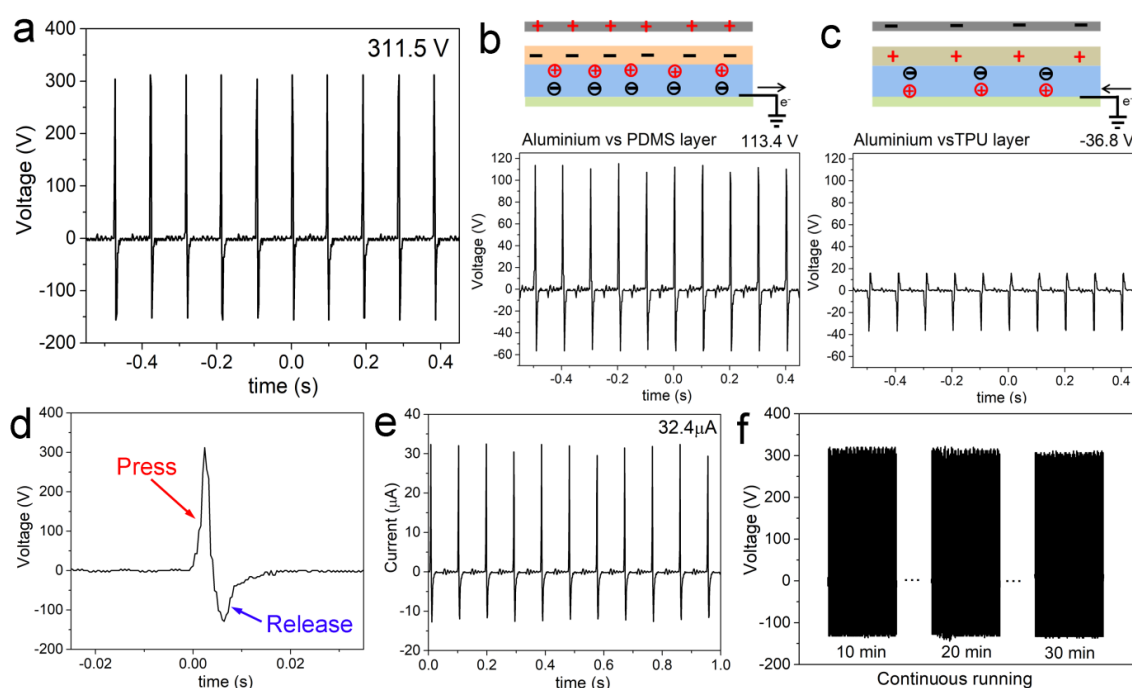 a
311.5 V
400
300
200
100
0
-100
-200
Voltage (V)
-0.4
-0.2
0.0
0.2
0.4
time (s)
b
+ + + + + +
- - - - -
+ + + + +
- - - - -
e-
Aluminium vs PDMS layer 113.4 V
120
100
80
60
40
20
0
-20
-40
-60
Voltage (V)
-0.4
-0.2
0.0
0.2
0.4
time (s)
c
- - - -
+ + + +
- - -
+ + +
e-
Aluminium vsTPU layer -36.8 V
120
100
80
60
40
20
0
-20
-40
-60
Voltage (V)
-0.4
-0.2
0.0
0.2
0.4
time (s)
d
Press
Release
400
300
200
100
0
-100
-200
Voltage (V)
-0.02
0.00
0.02
time (s)
e
32.4μA
40
30
20
10
0
-10
-20
Current (μA)
0.0
0.2
0.4
0.6
0.8
1.0
time (s)
f
400
300
200
100
0
-100
-200
Voltage (V)
... ...
10 min
20 min
30 min
Continuous running